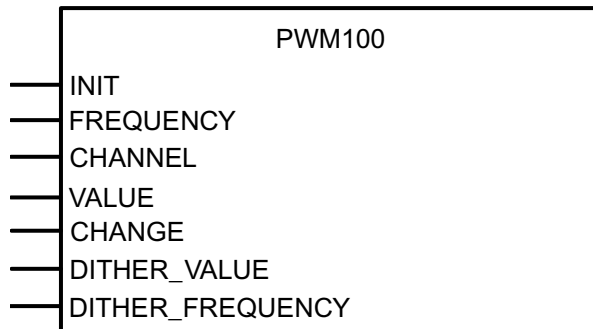 PWM100
INIT
FREQUENCY
CHANNEL
VALUE
CHANGE
DITHER_VALUE
DITHER_FREQUENCY